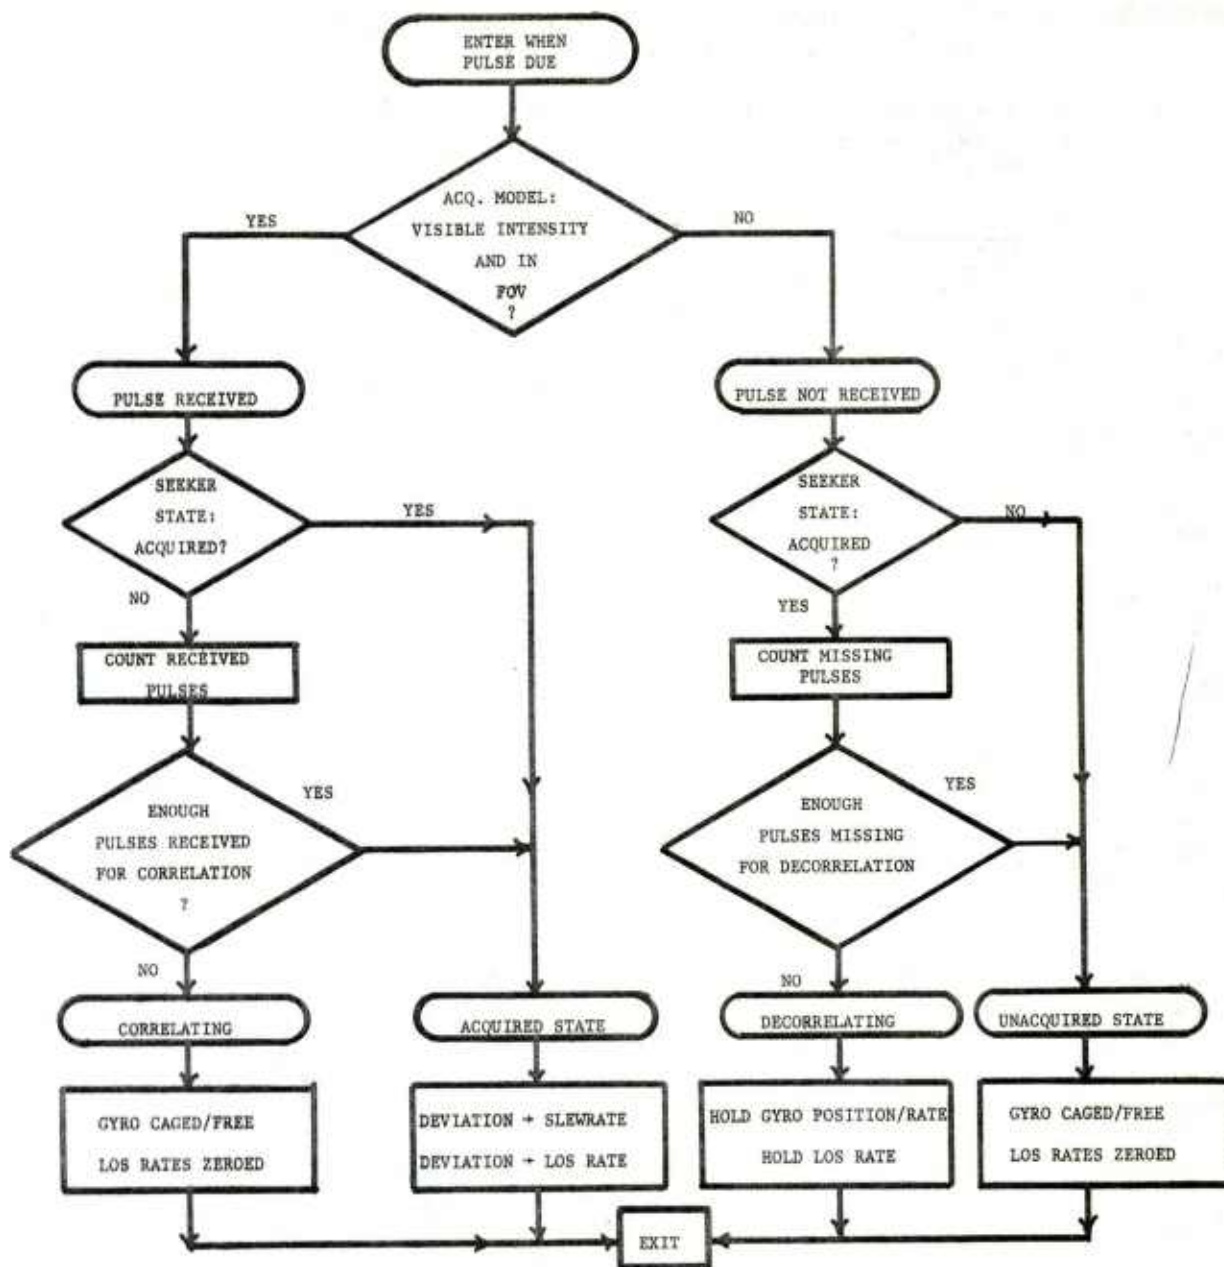 ENTER WHEN
PULSE DUE
ACQ. MODEL:
VISIBLE INTENSITY
AND IN
FOV
?
YES
NO
PULSE RECEIVED
PULSE NOT RECEIVED
SEEKER
STATE:
ACQUIRED?
YES
NO
SEEKER
STATE:
ACQUIRED
?
NO
YES
COUNT RECEIVED
PULSES
COUNT MISSING
PULSES
ENOUGH
PULSES RECEIVED
FOR CORRELATION
?
YES
NO
ENOUGH
PULSES MISSING
FOR DECORRELATION
YES
NO
CORRELATING
ACQUIRED STATE
DECORRELATING
UNACQUIRED STATE
GYRO CAGED/FREE
LOS RATES ZEROED
DEVIATION → SLEWRATE
DEVIATION → LOS RATE
HOLD GYRO POSITION/RATE
HOLD LOS RATE
GYRO CAGED/FREE
LOS RATES ZEROED
EXIT